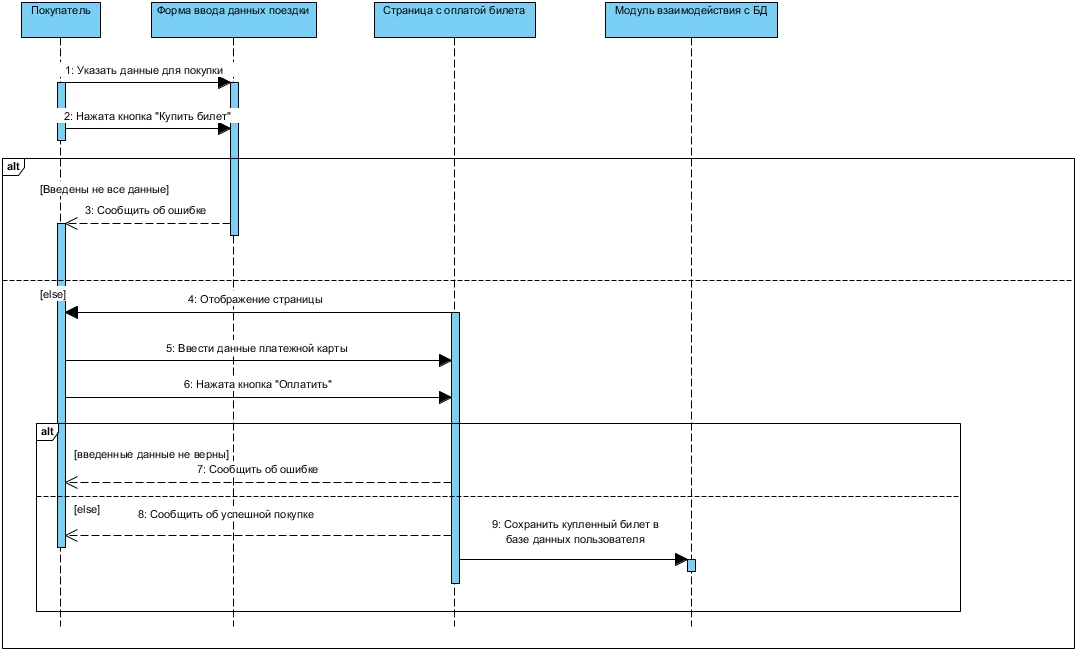 Покупатель
Форма ввода данных поездки
Страница с оплатой билета
Модуль взаимодействия с БД
1: Указать данные для покупки
2: Нажата кнопка "Купить билет"
alt
[Введены не все данные]
3: Сообщить об ошибке
[else]
4: Отображение страницы
5: Ввести данные платежной карты
6: Нажата кнопка "Оплатить"
alt
[введенные данные не верны]
7: Сообщить об ошибке
[else]
8: Сообщить об успешной покупке
9: Сохранить купленный билет в
базе данных пользователя